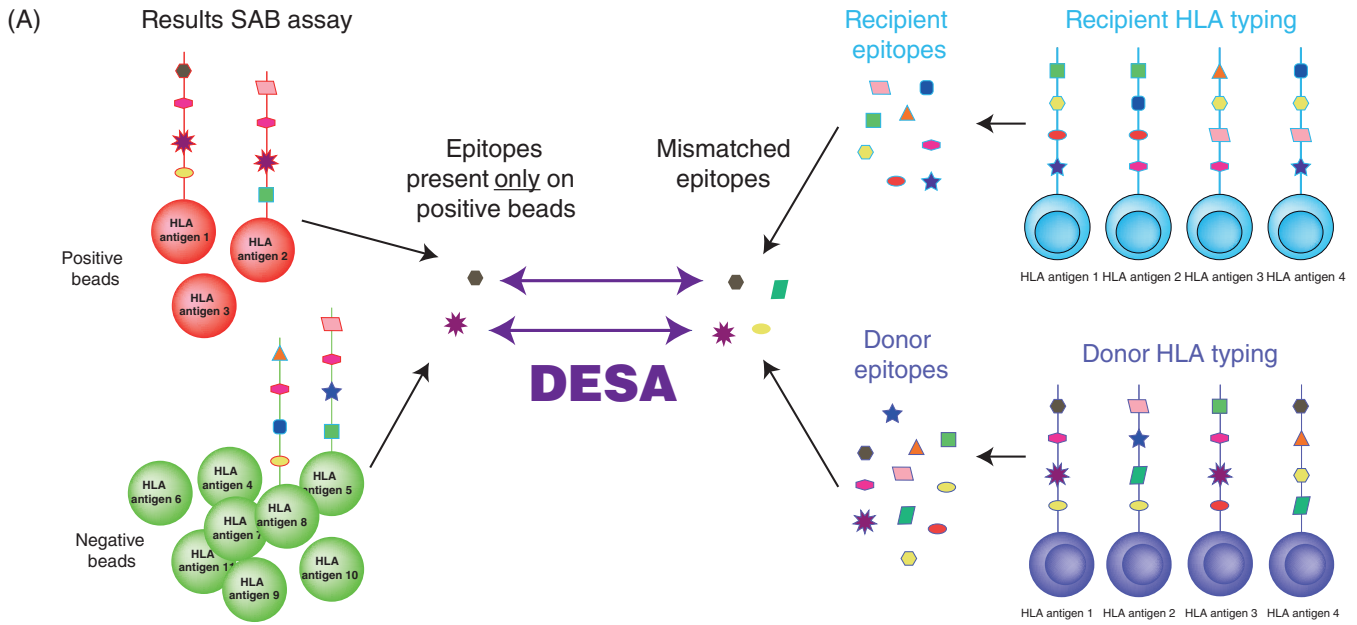 (A)
Results SAB assay
HLA
antigen 1
HLA
antigen 2
HLA
antigen 3
Positive
beads
HLA
antigen 4
HLA
antigen 5
HLA
antigen 6
HLA
antigen 7
HLA
antigen 8
HLA
antigen 11
HLA
antigen 9
HLA
antigen 10
Negative
beads
Epitopes
present only on
positive beads
Mismatched
epitopes
DESA
Recipient
epitopes
Recipient HLA typing
HLA antigen 1
HLA antigen 2
HLA antigen 3
HLA antigen 4
Donor
epitopes
Donor HLA typing
HLA antigen 1
HLA antigen 2
HLA antigen 3
HLA antigen 4